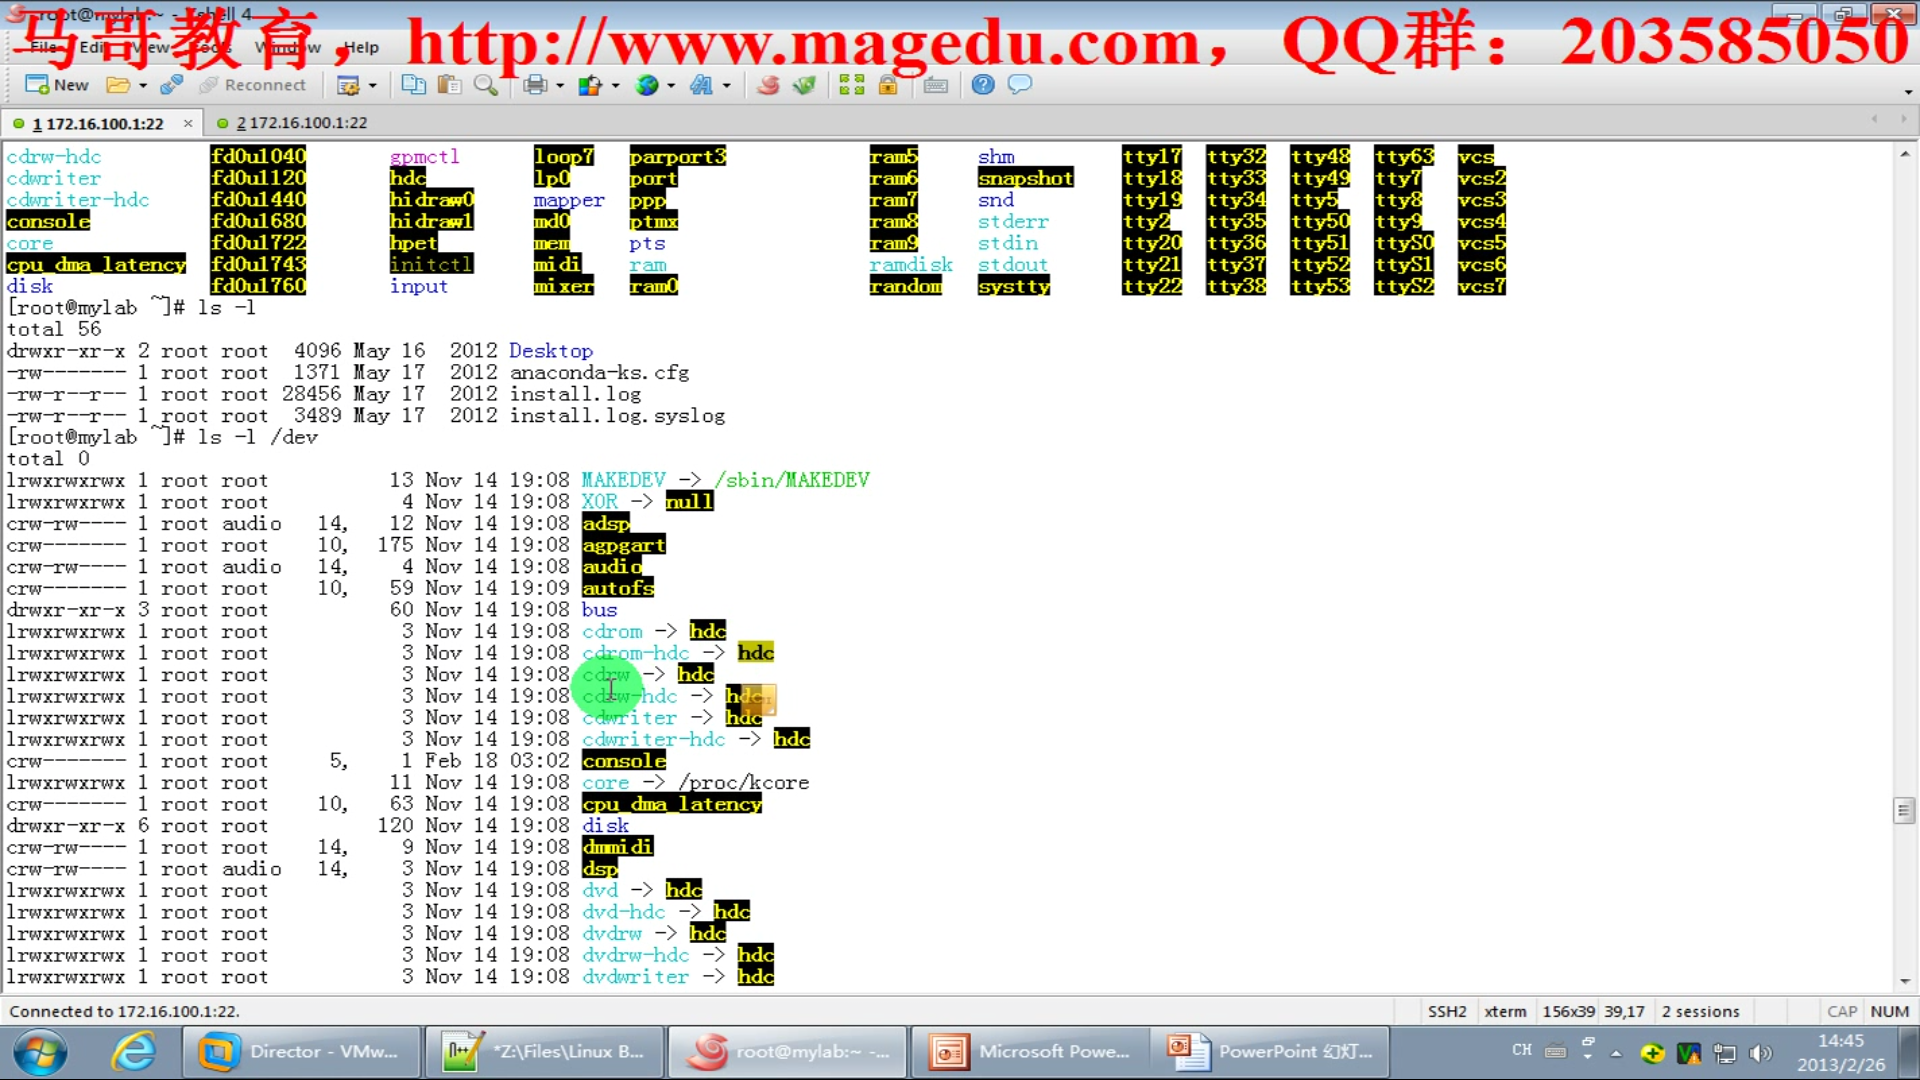 马哥教育，http://www.magedu.com，QQ群：203585050
root@mylab:~ - Xshell 4
File Edit View Tools Window Help
New Reconnect
1 172.16.100.1:22 × 2 172.16.100.1:22
cdrw-hdc fd0u1040 gpmctl loop7 parport3 ram5 shm tty17 tty32 tty48 tty63 vcs
cdwriter fd0u1120 hdc lp0 port ram6 snapshot tty18 tty33 tty49 tty7 vcs2
cdwriter-hdc fd0u1440 hidraw0 mapper ppp ram7 snd tty19 tty34 tty5 tty8 vcs3
console fd0u1680 hidraw1 md0 ptmx ram8 stderr tty2 tty35 tty50 tty9 vcs4
core fd0u1722 hpet mem pts ram9 stdin tty20 tty36 tty51 ttyS0 vcs5
cpu_dma_latency fd0u1743 initctl midi ram ramdisk stdout tty21 tty37 tty52 ttyS1 vcs6
disk fd0u1760 input mixer ram0 random systty tty22 tty38 tty53 ttyS2 vcs7
[root@mylab ~]# ls -l
total 56
drwxr-xr-x 2 root root 4096 May 16 2012 Desktop
-rw------- 1 root root 1371 May 17 2012 anaconda-ks.cfg
-rw-r--r-- 1 root root 28456 May 17 2012 install.log
-rw-r--r-- 1 root root 3489 May 17 2012 install.log.syslog
[root@mylab ~]# ls -l /dev
total 0
lrwxrwxrwx 1 root root 13 Nov 14 19:08 MAKEDEV -> /sbin/MAKEDEV
lrwxrwxrwx 1 root root 4 Nov 14 19:08 XOR -> null
crw-rw---- 1 root audio 14, 12 Nov 14 19:08 adsp
crw------- 1 root root 10, 175 Nov 14 19:08 agpgart
crw-rw---- 1 root audio 14, 4 Nov 14 19:08 audio
crw------- 1 root root 10, 59 Nov 14 19:09 autofs
drwxr-xr-x 3 root root 60 Nov 14 19:08 bus
lrwxrwxrwx 1 root root 3 Nov 14 19:08 cdrom -> hdc
lrwxrwxrwx 1 root root 3 Nov 14 19:08 cdrom-hdc -> hdc
lrwxrwxrwx 1 root root 3 Nov 14 19:08 cdrw -> hdc
lrwxrwxrwx 1 root root 3 Nov 14 19:08 cdrw-hdc -> hdc
lrwxrwxrwx 1 root root 3 Nov 14 19:08 cdwriter -> hdc
lrwxrwxrwx 1 root root 3 Nov 14 19:08 cdwriter-hdc -> hdc
crw------- 1 root root 5, 1 Feb 18 03:02 console
lrwxrwxrwx 1 root root 11 Nov 14 19:08 core -> /proc/kcore
crw------- 1 root root 10, 63 Nov 14 19:08 cpu_dma_latency
drwxr-xr-x 6 root root 120 Nov 14 19:08 disk
crw-rw---- 1 root root 14, 9 Nov 14 19:08 dmmidi
crw-rw---- 1 root audio 14, 3 Nov 14 19:08 dsp
lrwxrwxrwx 1 root root 3 Nov 14 19:08 dvd -> hdc
lrwxrwxrwx 1 root root 3 Nov 14 19:08 dvd-hdc -> hdc
lrwxrwxrwx 1 root root 3 Nov 14 19:08 dvdrw -> hdc
lrwxrwxrwx 1 root root 3 Nov 14 19:08 dvdrw-hdc -> hdc
lrwxrwxrwx 1 root root 3 Nov 14 19:08 dvdwriter -> hdc
Connected to 172.16.100.1:22. SSH2 xterm 156x39 39,17 2 sessions CAP NUM
Director - VMw... *Z:\Files\Linux B... root@mylab:~ -... Microsoft Powe... PowerPoint 幻灯... CH 14:45
2013/2/26